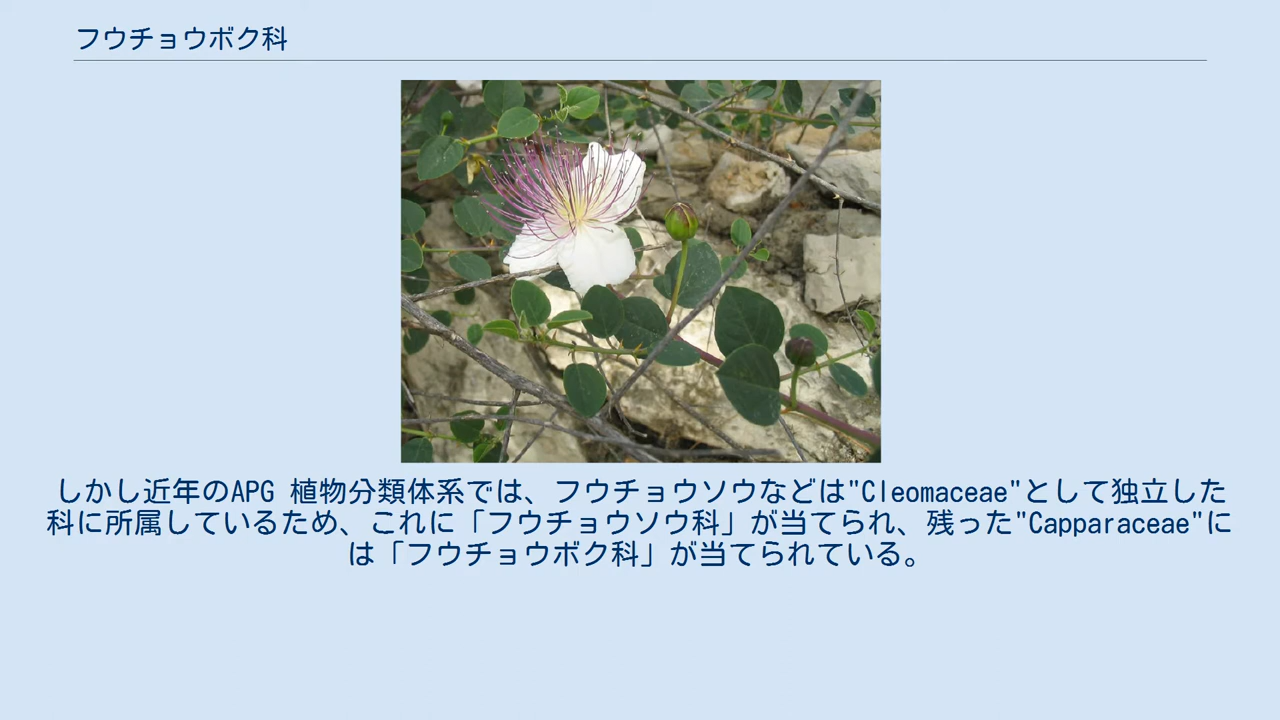 フウチョウボク科
しかし近年のAPG 植物分類体系では、フウチョウソウなどは"Cleomaceae"として独立した
科に所属しているため、これに「フウチョウソウ科」が当てられ、残った"Capparaceae"に
は「フウチョウボク科」が当てられている。